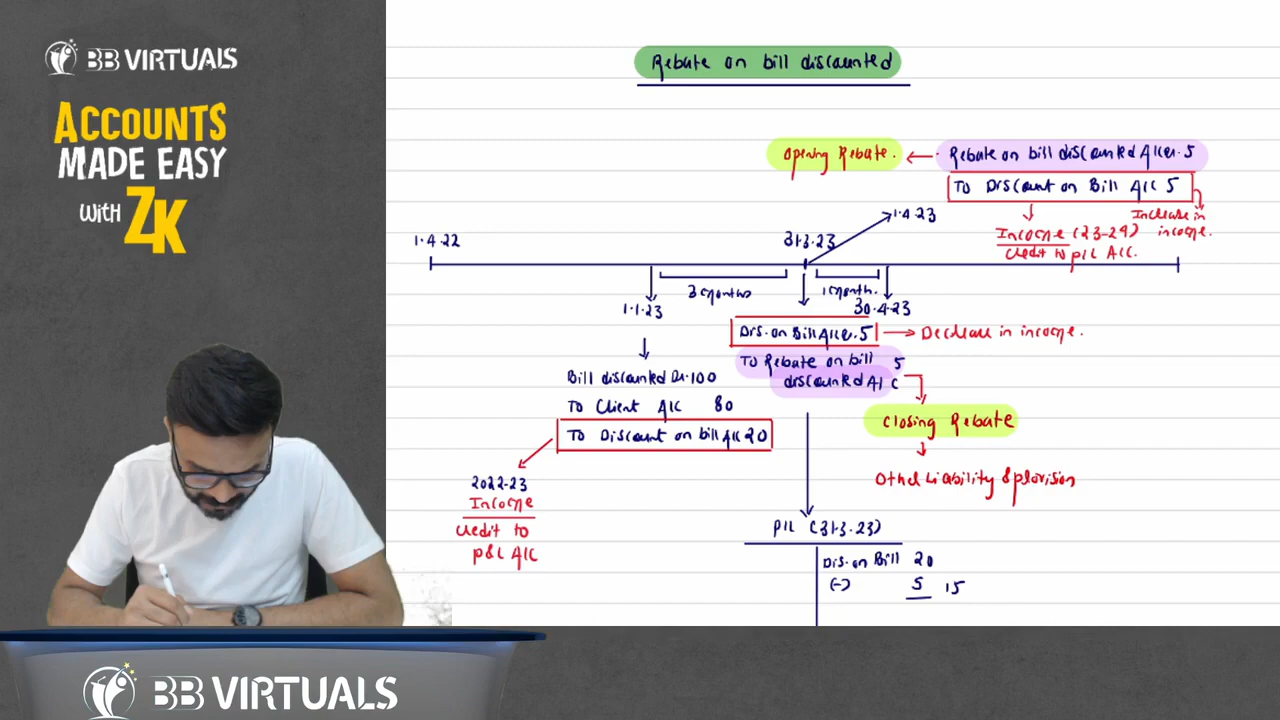 BB VIRTUALS
ACCOUNTS
MADE EASY
WITH ZK
Rebate on bill discounted
Opening Rebate.
Rebate on bill discounted A/c Dr. 5
To Discount on Bill A/c 5
Increase in
income.
Income (23-24)
Credit to P/L A/c.
1.4.22
31.3.23
1.4.23
3 months
1 month.
1.1.23
30.4.23
Dis. on Bill A/c Dr. 5
Decrease in income.
To Rebate on bill 5
discounted A/c
Bill discounted Dr. 100
To Client A/c 80
To Discount on bill A/c 20
Closing Rebate
Other Liability & provision
2022-23
Income
Credit to
P&L A/c
P/L (31.3.23)
Dis. on Bill 20
(-) 5 15
BB VIRTUALS